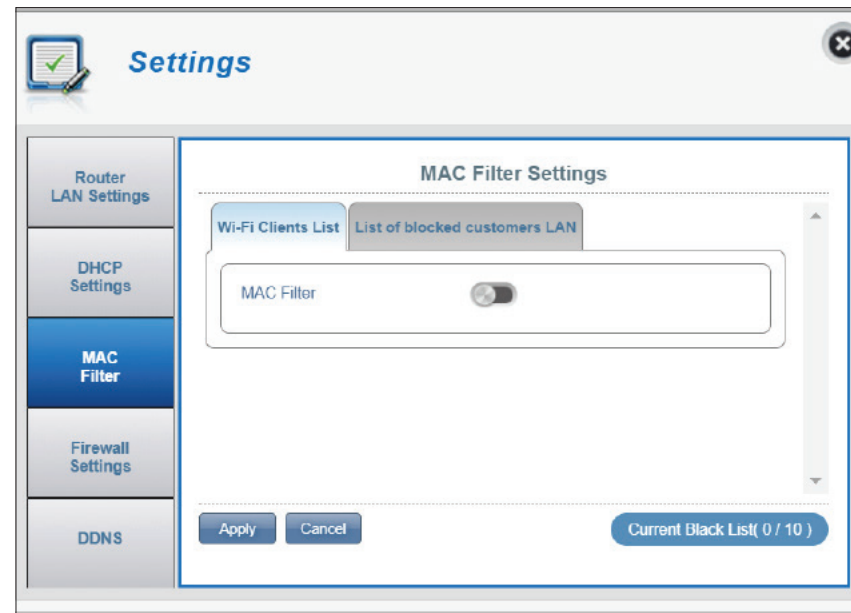 Settings
Router
LAN Settings
DHCP
Settings
MAC
Filter
Firewall
Settings
DDNS
MAC Filter Settings
Wi-Fi Clients List
List of blocked customers LAN
MAC Filter
Apply
Cancel
Current Black List( 0 / 10 )